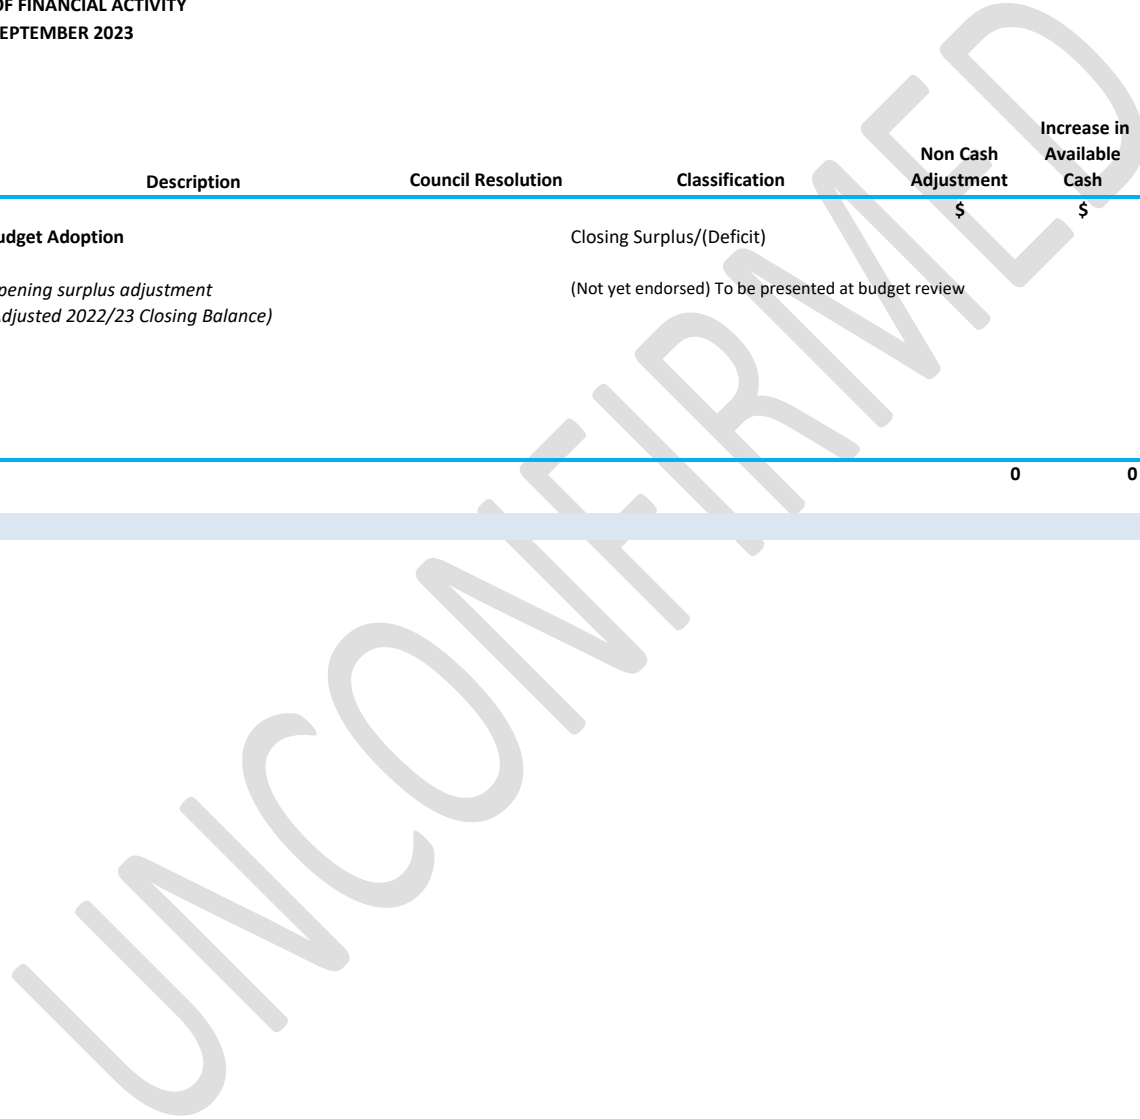 OF FINANCIAL ACTIVITY
SEPTEMBER 2023
Description Council Resolution Classification Non Cash Adjustment Increase in Available Cash
$ $
udget Adoption Closing Surplus/(Deficit)
pening surplus adjustment (Not yet endorsed) To be presented at budget review
djusted 2022/23 Closing Balance)
0 0
UNCONFIRMED